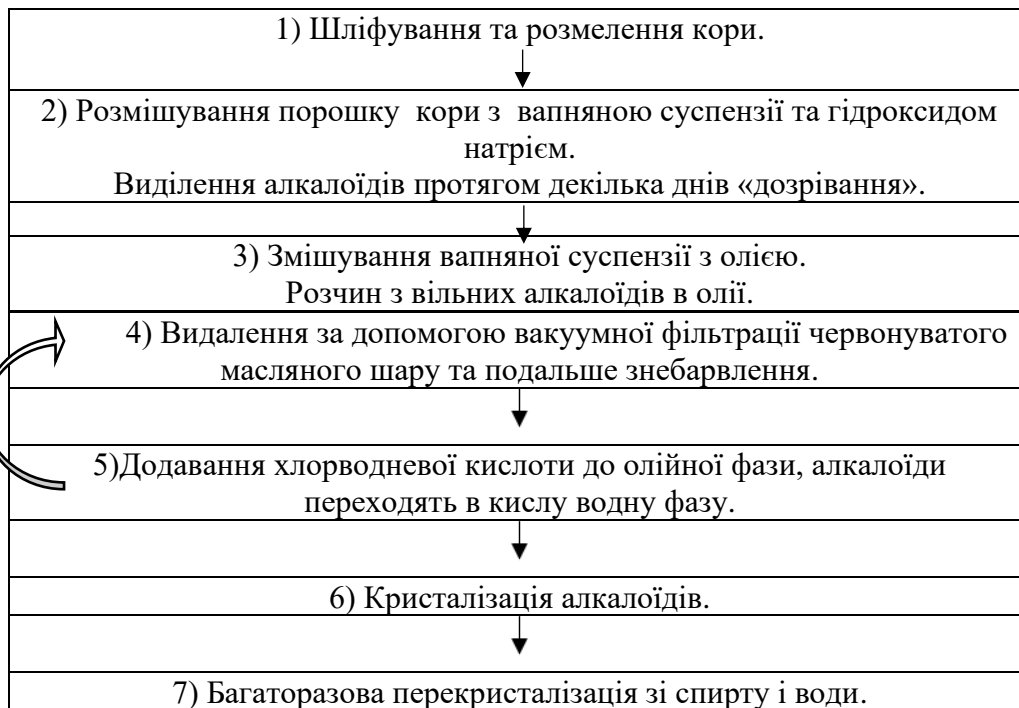 1) Шліфування та розмелення кори.
2) Розмішування порошку кори з вапняною суспензії та гідроксидом
натрієм.
Виділення алкалоїдів протягом декілька днів «дозрівання».
3) Змішування вапняної суспензії з олією.
Розчин з вільних алкалоїдів в олії.
4) Видалення за допомогою вакуумної фільтрації червонуватого
масляного шару та подальше знебарвлення.
5)Додавання хлорводневої кислоти до олійної фази, алкалоїди
переходять в кислу водну фазу.
6) Кристалізація алкалоїдів.
7) Багаторазова перекристалізація зі спирту і води.